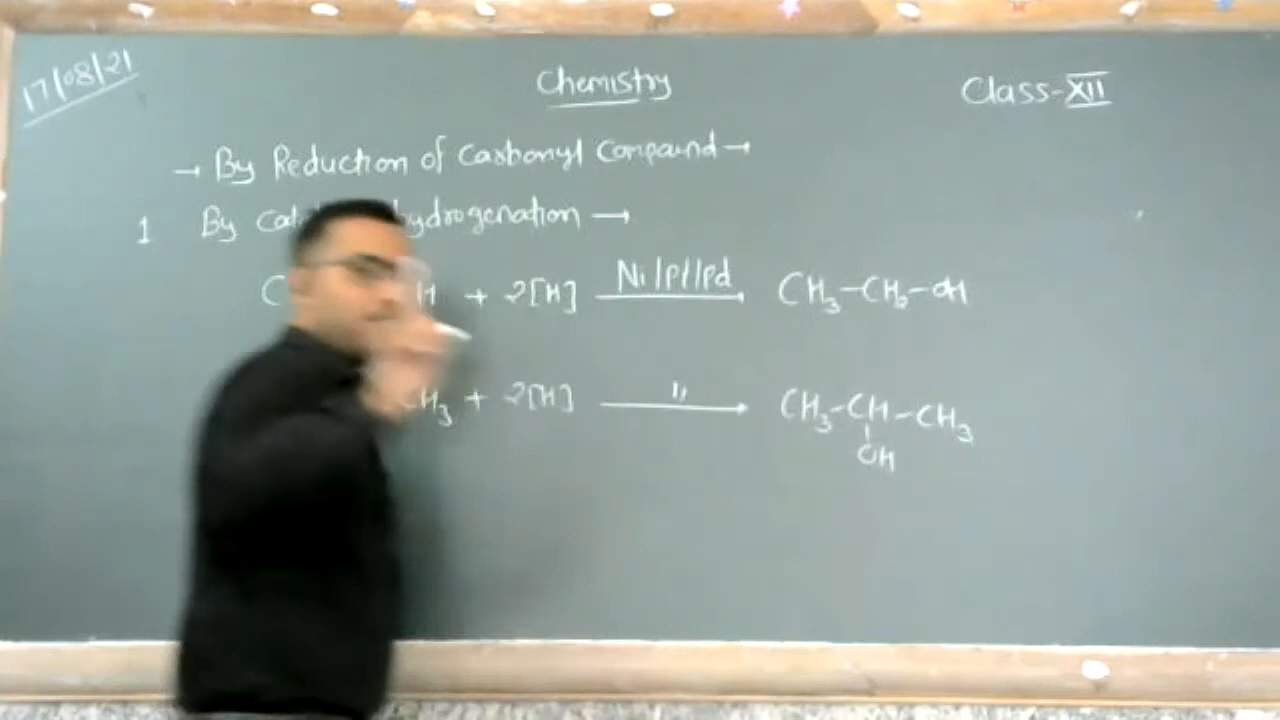 17/08/21
Chemistry
Class-XII
→ By Reduction of Carbonyl Compound →
1 By hydrogenation →
+ 2[H] Ni/Pt/Pd → CH₃-CH₂-OH
CH₃ + 2[H] ,, → CH₃-CH-CH₃
OH